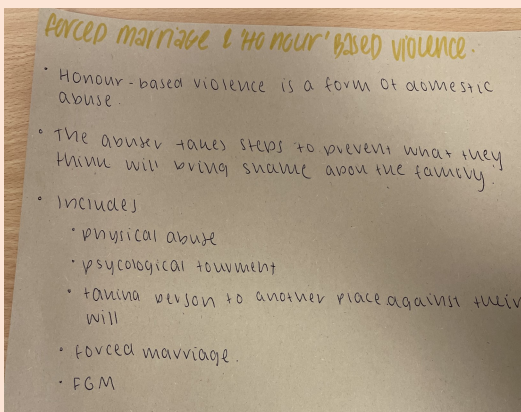 forced marriage & 'HONOUR' BASED VIOLENCE.
• Honour-based violence is a form of domestic
abuse.
• The abuser takes steps to prevent what they
think will bring shame apon the family.
• Includes
• physical abuse
• psycological tourment
• taking person to another place against their
will
• forced marriage.
• FGM